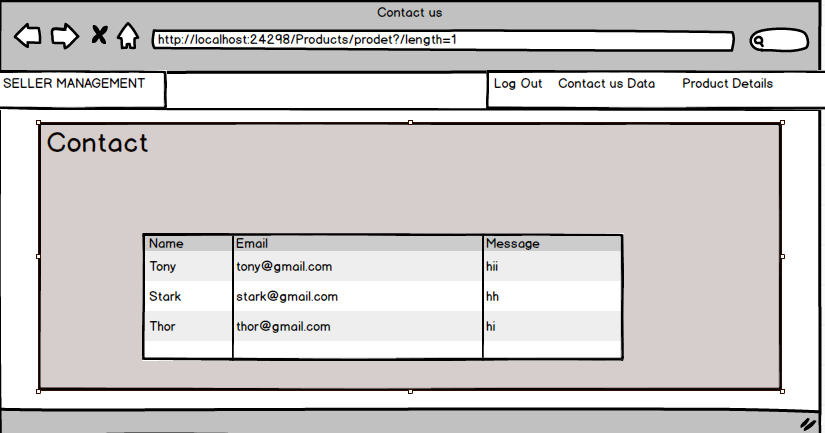 Contact us
http://localhost:24298/Products/prodet?/length=1
SELLER MANAGEMENT
Log Out Contact us Data Product Details
Contact
Name Email Message
Tony tony@gmail.com hii
Stark stark@gmail.com hh
Thor thor@gmail.com hi